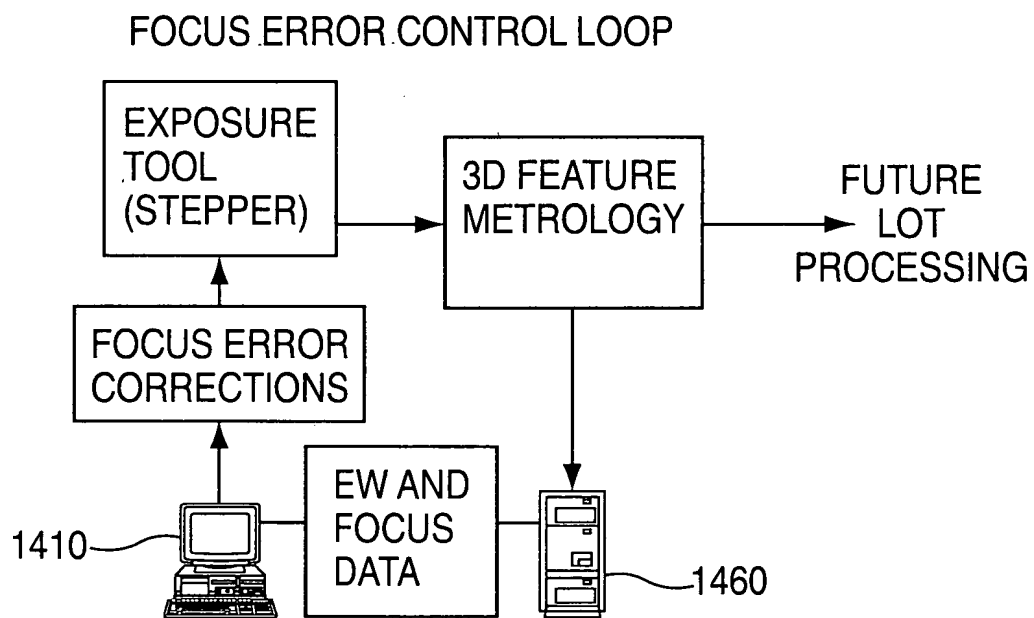 FOCUS ERROR CONTROL LOOP
EXPOSURE
TOOL
(STEPPER)
3D FEATURE
METROLOGY
FUTURE
LOT
PROCESSING
FOCUS ERROR
CORRECTIONS
EW AND
FOCUS
DATA
1410
1460